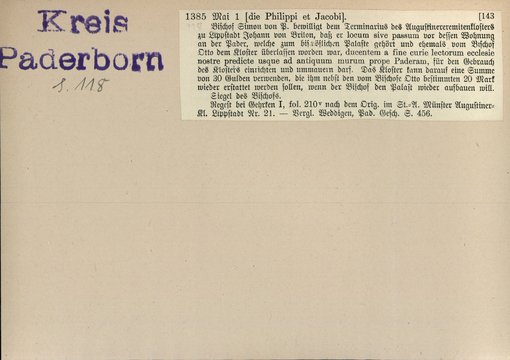 Kreis
Paderborn
S. 118
1385 Mai 1 [die Philippi et Jacobi]. [143
Bischof Simon von P. bewilligt dem Terminarius des Augustinereremitenklosters
zu Lippstadt Johann von Brilon, daß er locum sive passum vor dessen Wohnung
an der Pader, welche zum bischöflichen Palaste gehört und ehemals vom Bischof
Otto dem Kloster überlassen worden war, ducentem a fine curie lectorum ecclesie
nostre predicte usque ad antiquum murum prope Paderam, für den Gebrauch
des Klosters einrichten und ummauern darf. Das Kloster kann darauf eine Summe
von 30 Gulden verwenden, die ihm nebst den vom Bischofe Otto bestimmten 20 Mark
wieder erstattet werden sollen, wenn der Bischof den Palast wieder aufbauen will.
Siegel des Bischofs.
Regest bei Gehrken I, fol. 210v nach dem Orig. im St.-A. Münster Augustiner-
Kl. Lippstadt Nr. 21. — Vergl. Weddigen, Pad. Gesch. S. 456.